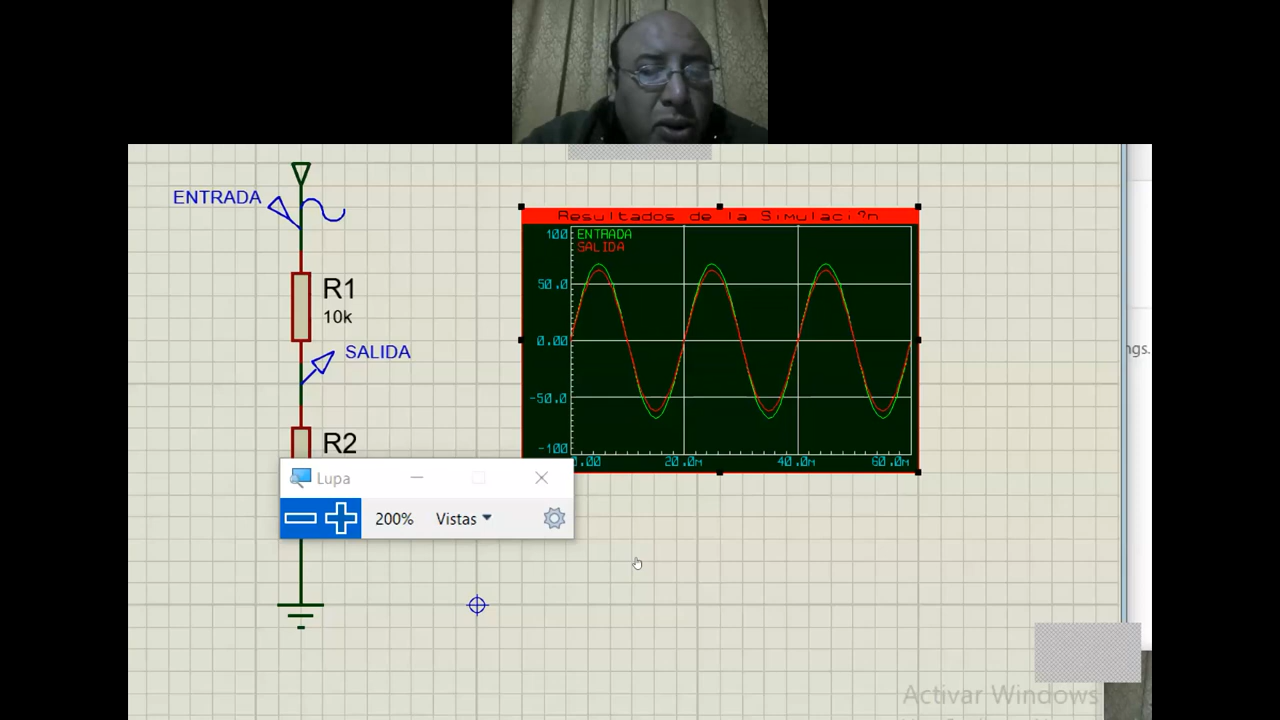 ENTRADA
R1
10k
SALIDA
R2
Resultados de la Simulaci?n
ENTRADA
SALIDA
100
50.0
0.00
-50.0
-100
0.00 20.0m 40.0m 60.0m
Lupa
200% Vistas
ngs.
Activar Windows